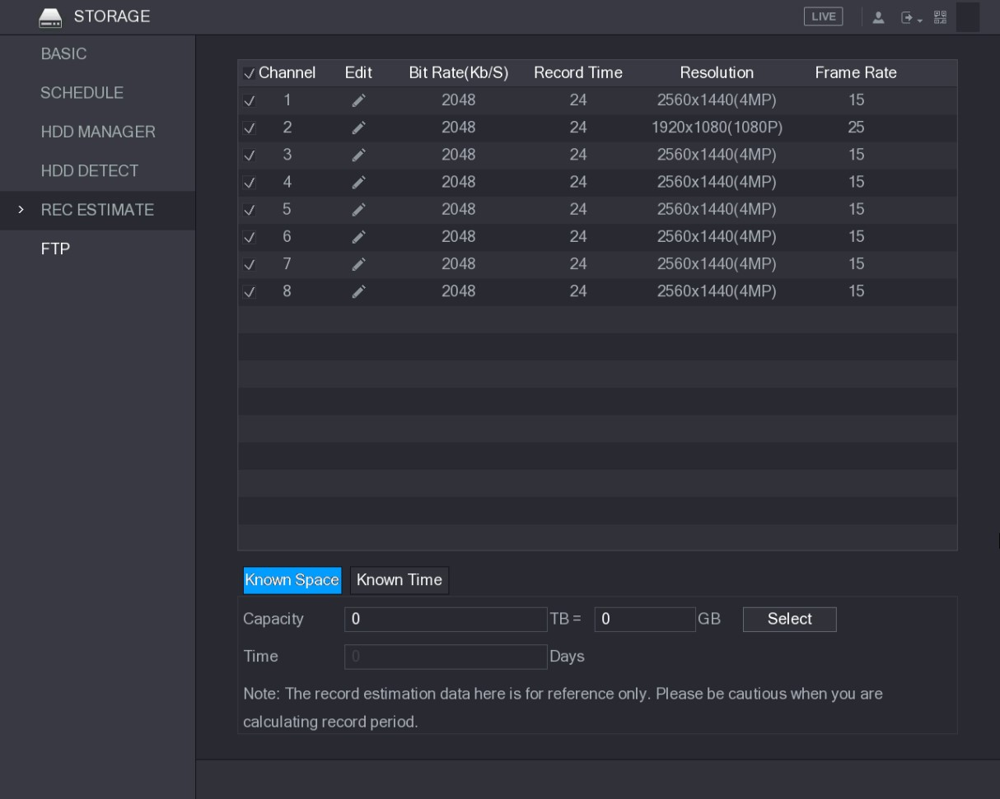 STORAGE LIVE
BASIC
SCHEDULE
HDD MANAGER
HDD DETECT
REC ESTIMATE
FTP
Channel Edit Bit Rate(Kb/S) Record Time Resolution Frame Rate
1 2048 24 2560x1440(4MP) 15
2 2048 24 1920x1080(1080P) 25
3 2048 24 2560x1440(4MP) 15
4 2048 24 2560x1440(4MP) 15
5 2048 24 2560x1440(4MP) 15
6 2048 24 2560x1440(4MP) 15
7 2048 24 2560x1440(4MP) 15
8 2048 24 2560x1440(4MP) 15
Known Space Known Time
Capacity 0 TB = 0 GB Select
Time 0 Days
Note: The record estimation data here is for reference only. Please be cautious when you are
calculating record period.